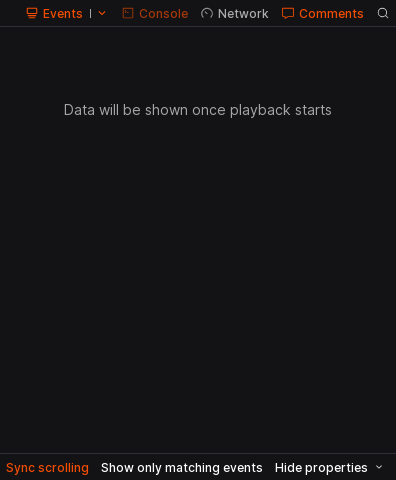 Events Console Network Comments
Data will be shown once playback starts
Sync scrolling Show only matching events Hide properties